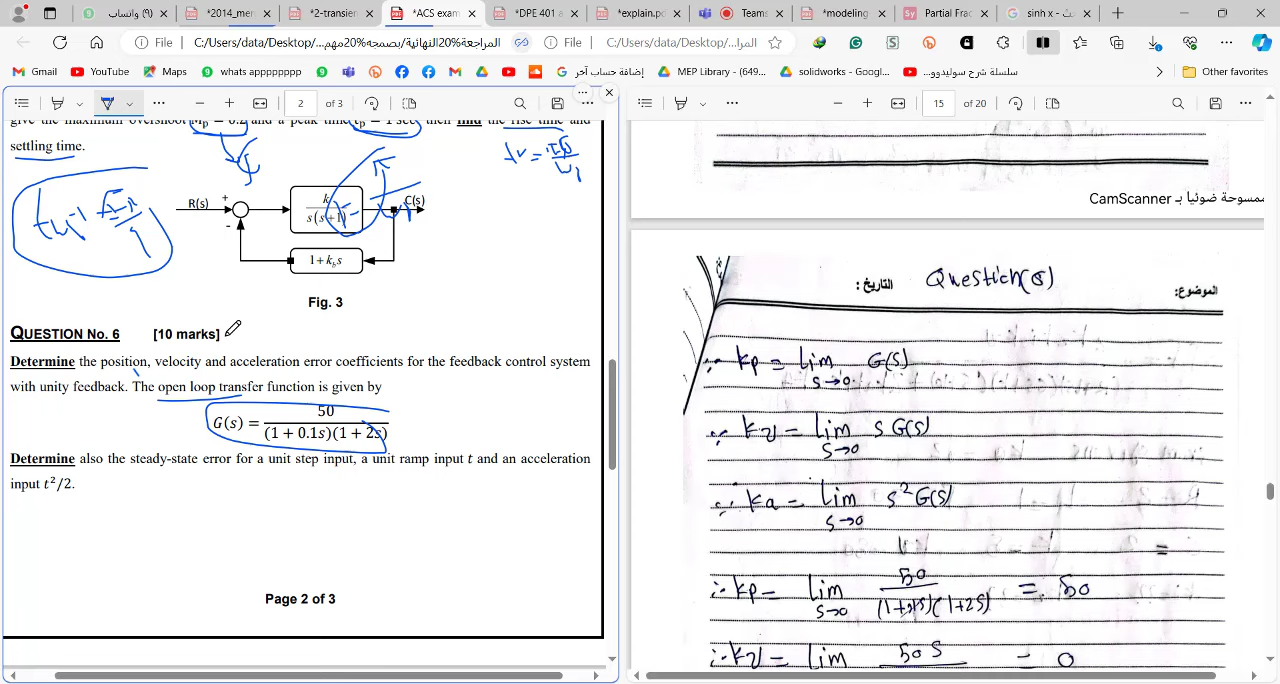 واتساب (٩)
*2014_mer
*2-transien
*ACS exam
*DPE 401 a
*explain.pd
Teams
*modeling
Partial Frac
sinh x - بحث
File
C:/Users/data/Desktop/...المراجعة%20النهائية/بصمجه%20مهم
File
C:/Users/data/Desktop/...المرا
Gmail
YouTube
Maps
whats appppppp
إضافة حساب آخر
MEP Library - (649...
solidworks - Googl...
سلسلة شرح سوليدوو...
Other favorites
2 of 3
15 of 20
give the maximum overshoot Mp = 0.2 and a peak time tp = 1 sec then find the rise time and
settling time.
R(s)
+
-
k
s(s+1)
C(s)
1+k_h s
Fig. 3
QUESTION No. 6 [10 marks]
Determine the position, velocity and acceleration error coefficients for the feedback control system
with unity feedback. The open loop transfer function is given by
G(s) = 50 / (1 + 0.1s)(1 + 2s)
Determine also the steady-state error for a unit step input, a unit ramp input t and an acceleration
input t²/2.
Page 2 of 3
الممسوحة ضوئيا بـ CamScanner
الموضوع:
التاريخ:
Question(8)
∵ kp = lim s→0 G(s)
∵ kv = lim s→0 s G(s)
∵ ka = lim s→0 s² G(s)
∴ kp = lim s→0 50 / (1+.1s)(1+2s) = 50
∴ kv = lim 50 s = 0